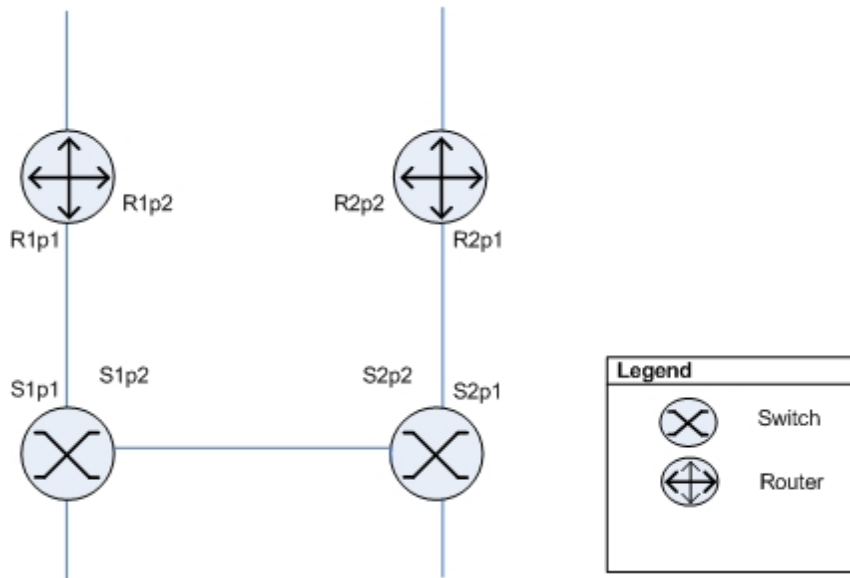 R1p2
R2p2
R1p1
R2p1
S1p2
S2p2
S1p1
S2p1
Legend
Switch
Router